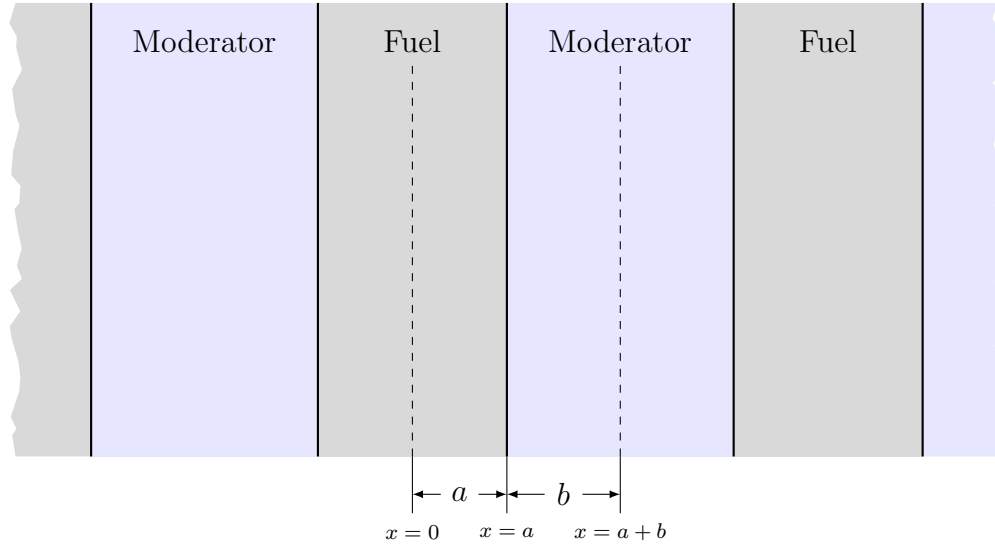 Moderator Fuel Moderator Fuel
a b
x = 0 x = a x = a + b